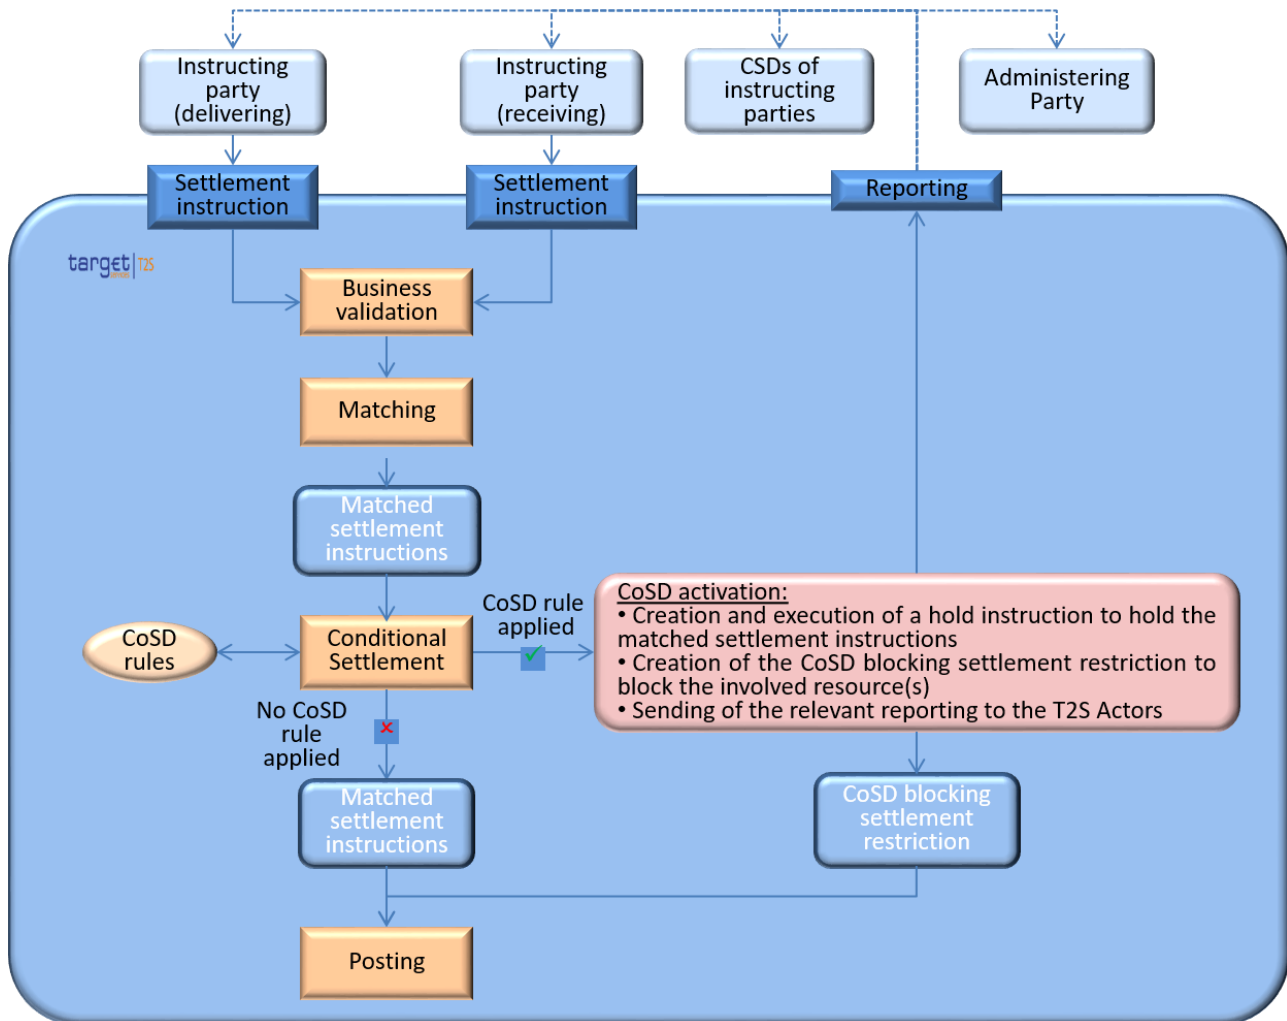 Instructing
party
(delivering)
Instructing
party
(receiving)
CSDs of
instructing
parties
Administering
Party
Settlement
instruction
Settlement
instruction
Reporting
target|T2S
Business
validation
Matching
Matched
settlement
instructions
CoSD rule
applied
CoSD
rules
Conditional
Settlement
CoSD activation:
• Creation and execution of a hold instruction to hold the
matched settlement instructions
• Creation of the CoSD blocking settlement restriction to
block the involved resource(s)
• Sending of the relevant reporting to the T2S Actors
No CoSD
rule
applied
Matched
settlement
instructions
CoSD blocking
settlement
restriction
Posting